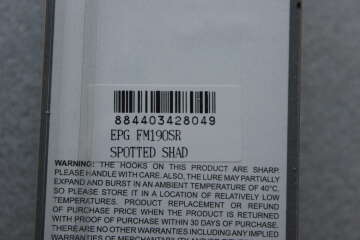 884403428049
EPG FM190SR
SPOTTED SHAD
WARNING: THE HOOKS ON THIS PRODUCT ARE SHARP.
PLEASE HANDLE WITH CARE. ALSO, THE LURE MAY PARTIALLY
EXPAND AND BURST IN AN AMBIENT TEMPERATURE OF 40°C,
SO PLEASE STORE IT IN A LOCATION OF RELATIVELY LOW
TEMPERATURES. PRODUCT REPLACEMENT OR REFUND
OF PURCHASE PRICE WHEN THE PRODUCT IS RETURNED
WITH PROOF OF PURCHASE WITHIN 30 DAYS OF PURCHASE.
THERE ARE NO OTHER WARRANTIES INCLUDING ANY IMPLIED
WARRANTIES OF MERCHANTABILITY